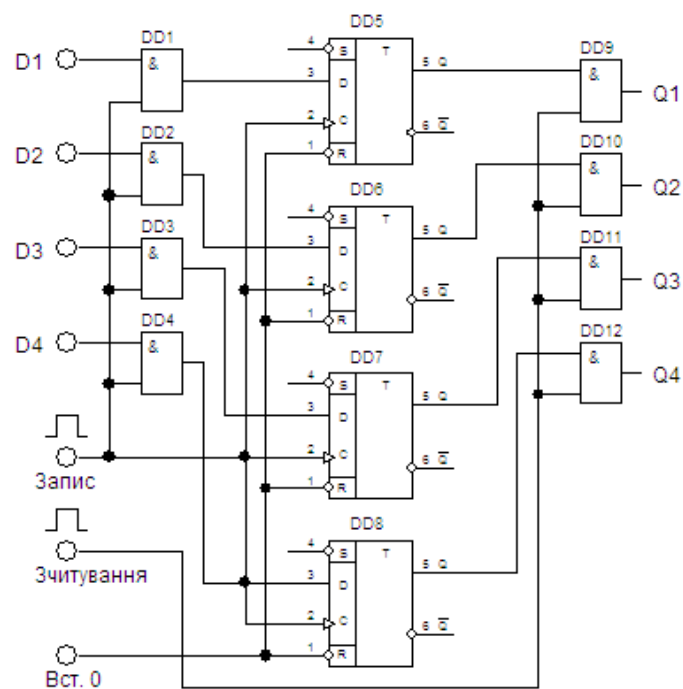 D1
D2
D3
D4
Запис
Зчитування
Вст. 0
DD1
&
DD2
&
DD3
&
DD4
&
DD5
4 S T
3 D
2 C
1 R
5 Q
6 Q̅
DD6
4 S T
3 D
2 C
1 R
5 Q
6 Q̅
DD7
4 S T
3 D
2 C
1 R
5 Q
6 Q̅
DD8
4 S T
3 D
2 C
1 R
5 Q
6 Q̅
DD9
&
DD10
&
DD11
&
DD12
&
Q1
Q2
Q3
Q4